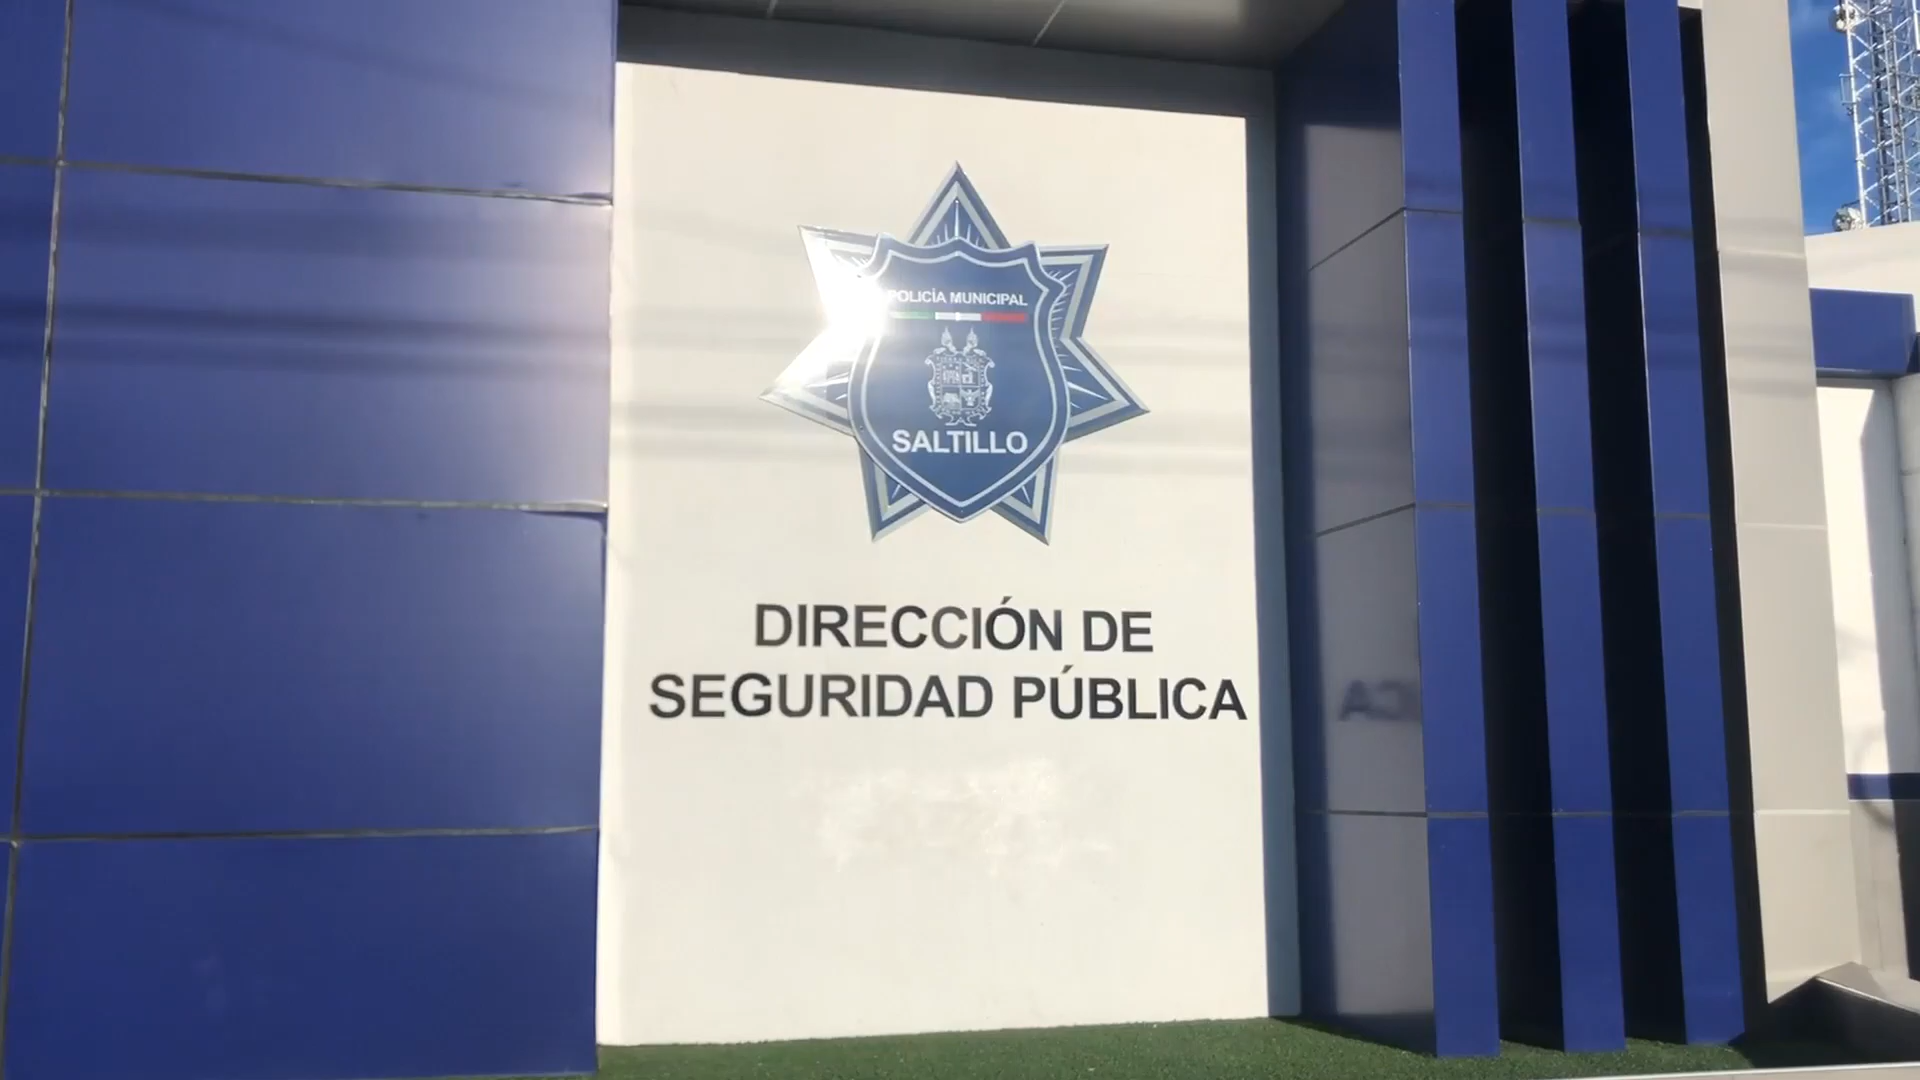 POLICÍA MUNICIPAL
SALTILLO
DIRECCIÓN DE
SEGURIDAD PÚBLICA